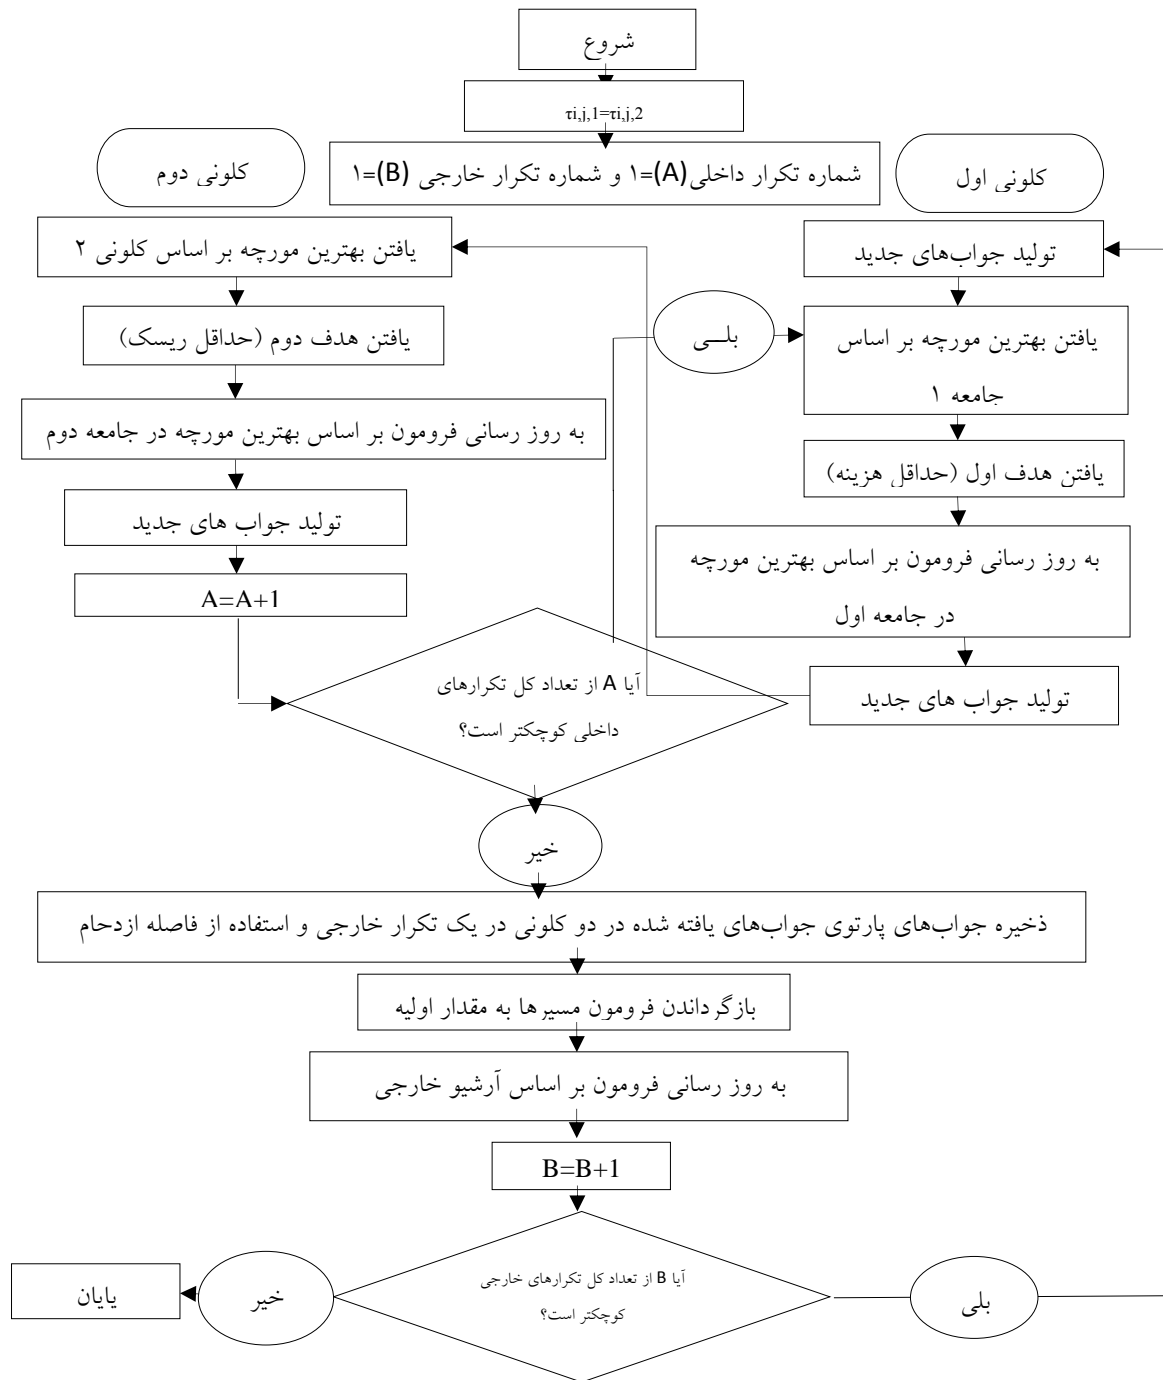 شروع
τi,j,1=τi,j,2
شماره تکرار داخلی(A)=۱ و شماره تکرار خارجی (B)=۱
کلونی اول
کلونی دوم
تولید جواب‌های جدید
یافتن بهترین مورچه بر اساس
جامعه ۱
یافتن هدف اول (حداقل هزینه)
به روز رسانی فرومون بر اساس بهترین مورچه
در جامعه اول
تولید جواب های جدید
یافتن بهترین مورچه بر اساس کلونی ۲
یافتن هدف دوم (حداقل ریسک)
به روز رسانی فرومون بر اساس بهترین مورچه در جامعه دوم
تولید جواب های جدید
A=A+1
آیا A از تعداد کل تکرارهای
داخلی کوچکتر است؟
بلــی
خیر
ذخیره جواب‌های پارتوی جواب‌های یافته شده در دو کلونی در یک تکرار خارجی و استفاده از فاصله ازدحام
بازگرداندن فرومون مسیرها به مقدار اولیه
به روز رسانی فرومون بر اساس آرشیو خارجی
B=B+1
آیا B از تعداد کل تکرارهای خارجی
کوچکتر است؟
بلی
خیر
پایان